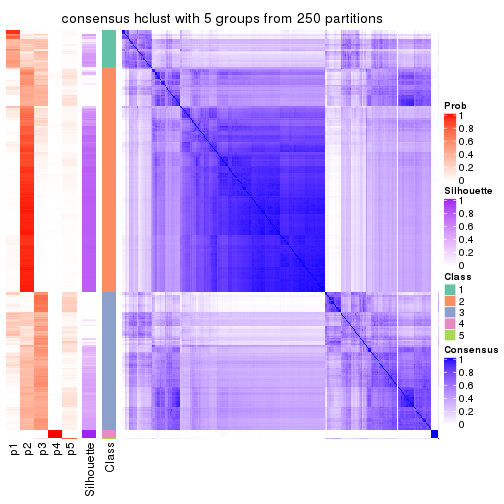 consensus hclust with 5 groups from 250 partitions
Prob
1
0.8
0.6
0.4
0.2
0
Silhouette
1
0.8
0.6
0.4
0.2
0
Class
1
2
3
4
5
Consensus
1
0.8
0.6
0.4
0.2
0
p1
p2
p3
p4
p5
Silhouette
Class